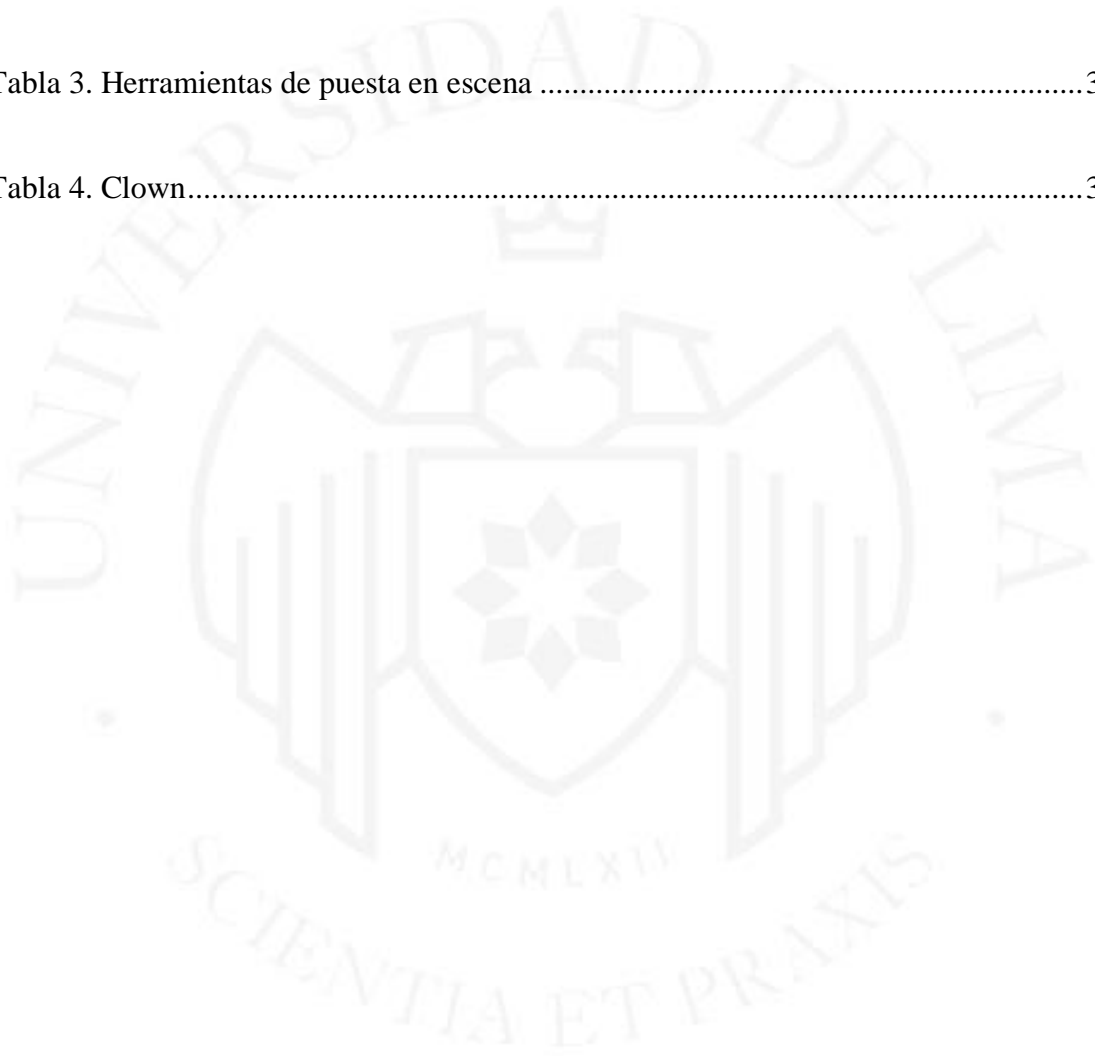 Tabla 3. Herramientas de puesta en escena ....................................................................3
Tabla 4. Clown................................................................................................................3
UNIVERSIDAD DE LIMA
MCMLXII
SCIENTIA ET PRAXIS